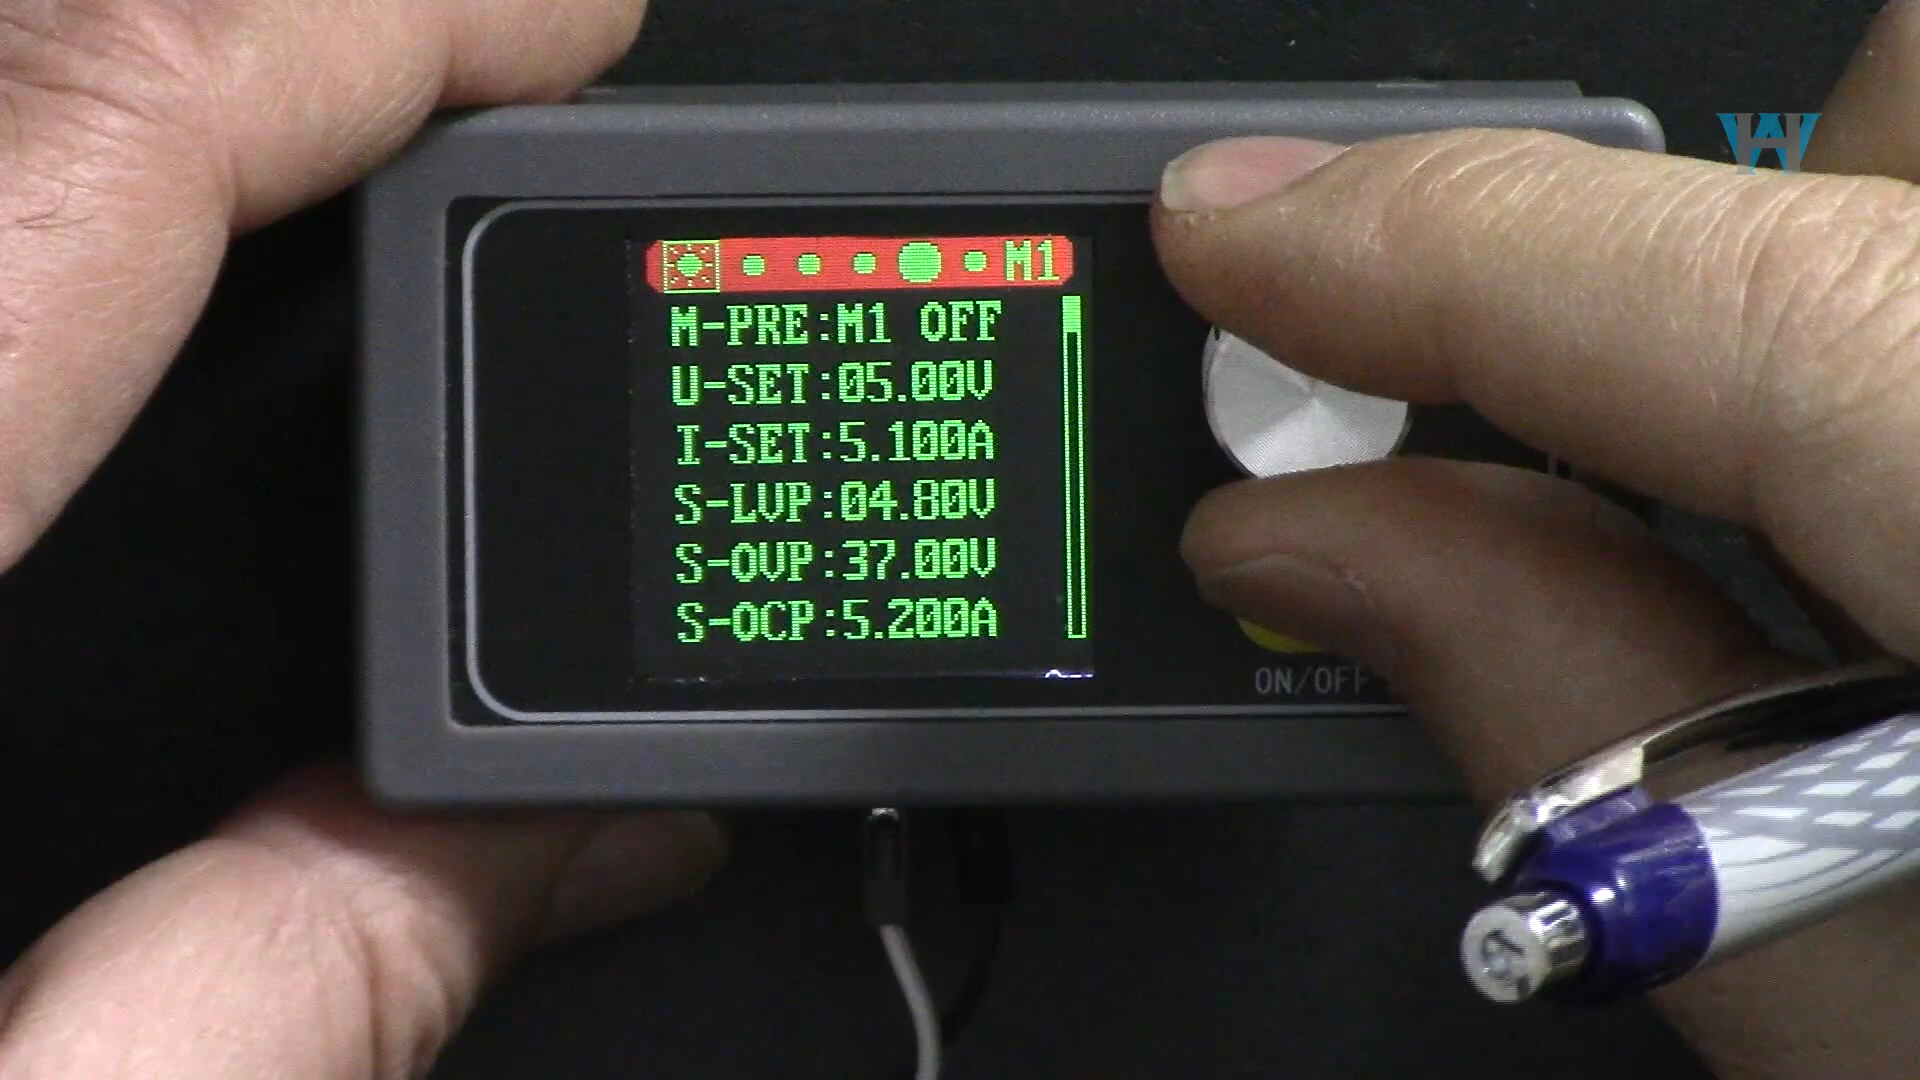 M1
M-PRE:M1 OFF
U-SET:05.00V
I-SET:5.100A
S-LVP:04.80V
S-OVP:37.00V
S-OCP:5.200A
ON/OFF